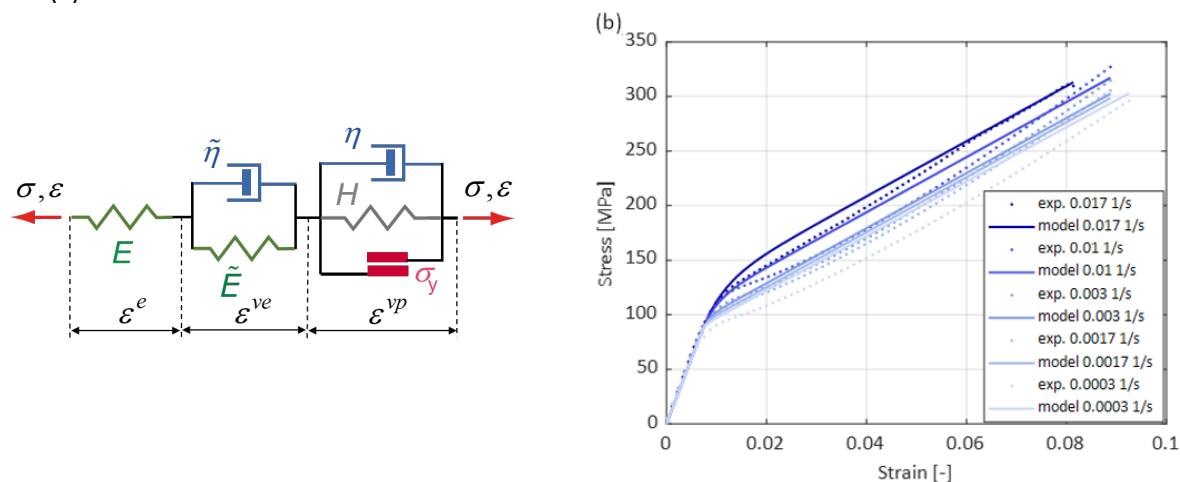 (b)
σ, ε
E
η̃
Ẽ
η
H
σy
σ, ε
εᵉ
εᵛᵉ
εᵛᵖ
350
300
250
200
150
100
50
0
Stress [MPa]
0
0.02
0.04
0.06
0.08
0.1
Strain [-]
exp. 0.017 1/s
model 0.017 1/s
exp. 0.01 1/s
model 0.01 1/s
exp. 0.003 1/s
model 0.003 1/s
exp. 0.0017 1/s
model 0.0017 1/s
exp. 0.0003 1/s
model 0.0003 1/s